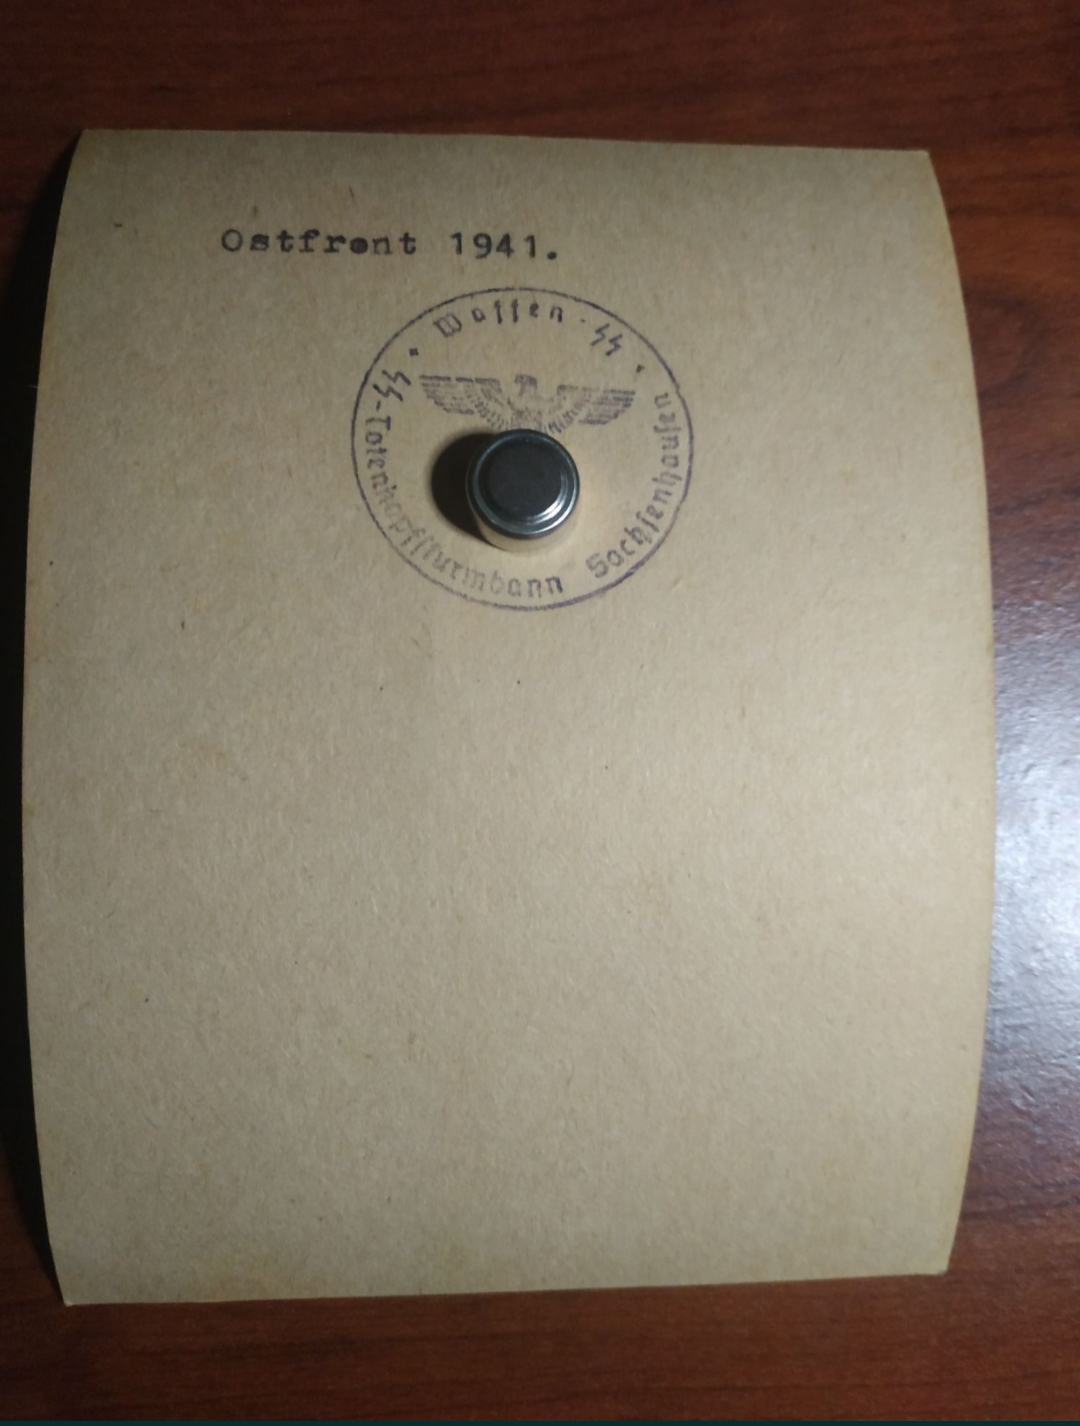 Ostfront 1941.
Waffen-SS
SS-Totenkopfsturmbann Sachsenhausen